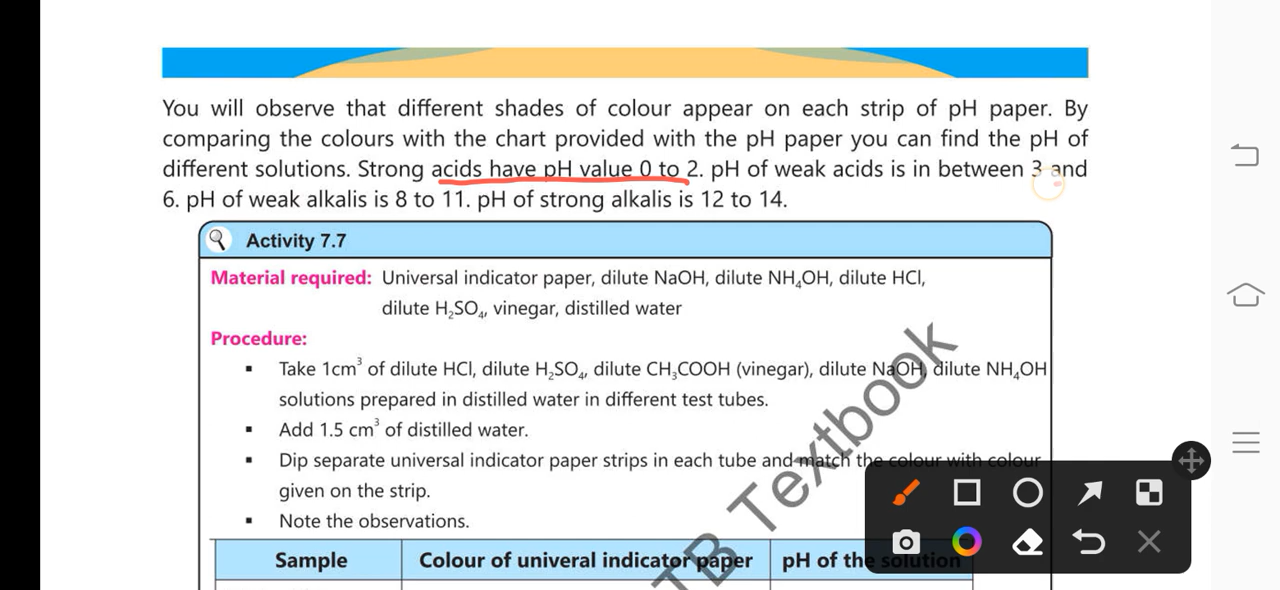 You will observe that different shades of colour appear on each strip of pH paper. By
comparing the colours with the chart provided with the pH paper you can find the pH of
different solutions. Strong acids have pH value 0 to 2. pH of weak acids is in between 3 and
6. pH of weak alkalis is 8 to 11. pH of strong alkalis is 12 to 14.
Activity 7.7
Material required: Universal indicator paper, dilute NaOH, dilute NH₄OH, dilute HCl,
dilute H₂SO₄, vinegar, distilled water
Procedure:
▪ Take 1cm³ of dilute HCl, dilute H₂SO₄, dilute CH₃COOH (vinegar), dilute NaOH, dilute NH₄OH
solutions prepared in distilled water in different test tubes.
▪ Add 1.5 cm³ of distilled water.
▪ Dip separate universal indicator paper strips in each tube and match the colour with colour
given on the strip.
▪ Note the observations.
Sample Colour of univeral indicator paper pH of the solution
TB Textbook